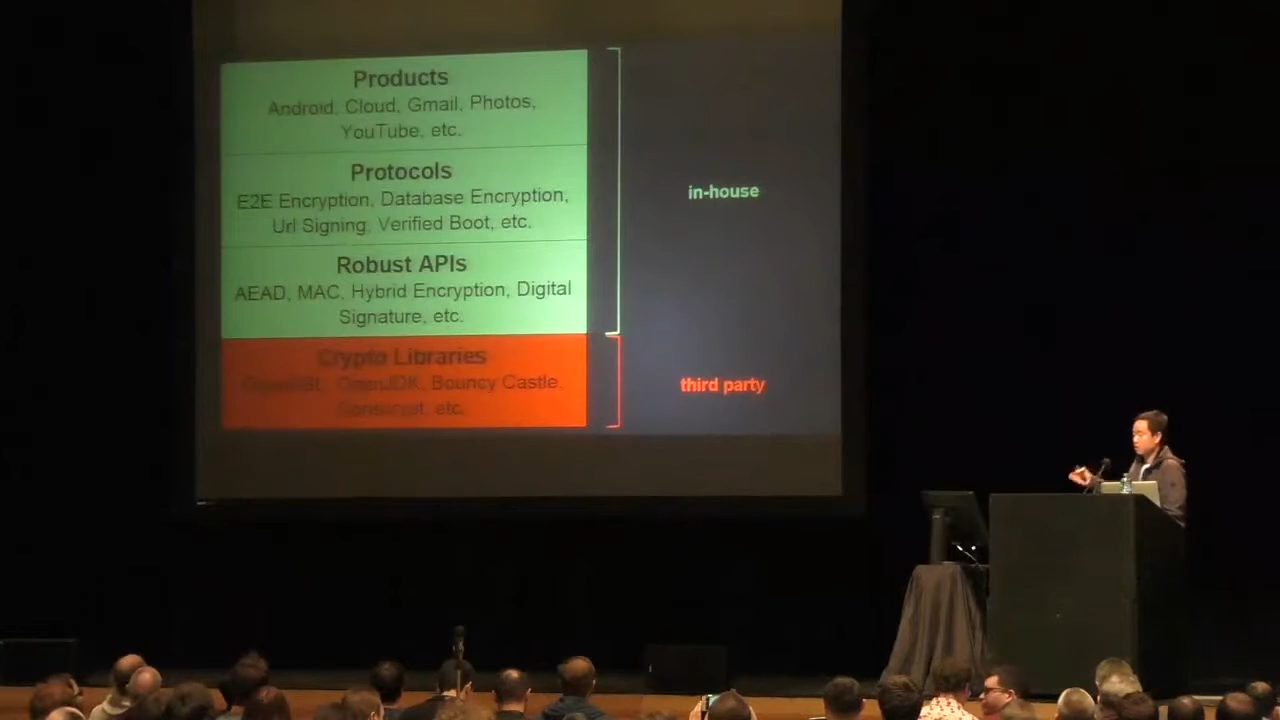 Products
Android, Cloud, Gmail, Photos,
YouTube, etc.
Protocols
E2E Encryption, Database Encryption,
Url Signing, Verified Boot, etc.
in-house
Robust APIs
AEAD, MAC, Hybrid Encryption, Digital
Signature, etc.
Crypto Libraries
OpenJDK, Bouncy Castle,
etc.
third party